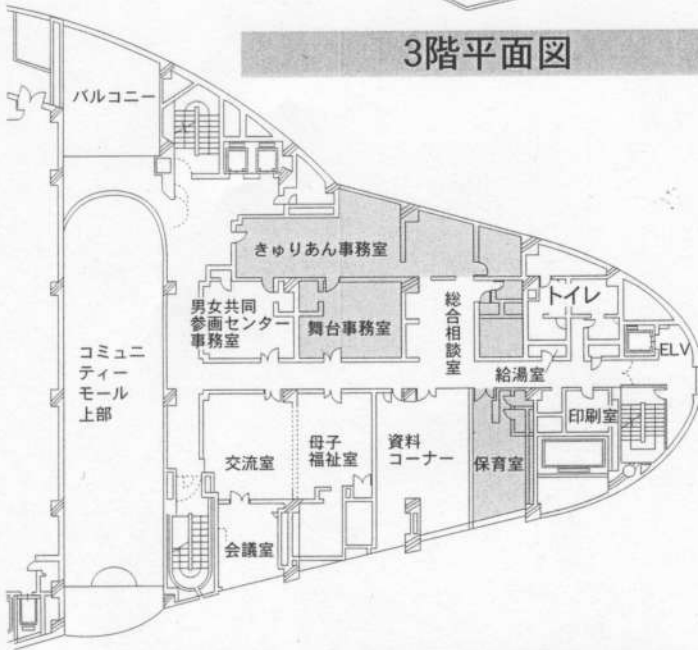 3階平面図
バルコニー
きゅりあん事務室
男女共同
参画センター
事務室
舞台事務室
総合相談室
トイレ
ELV
コミュニ
ティー
モール
上部
給湯室
印刷室
交流室
母子
福祉室
資料
コーナー
保育室
会議室